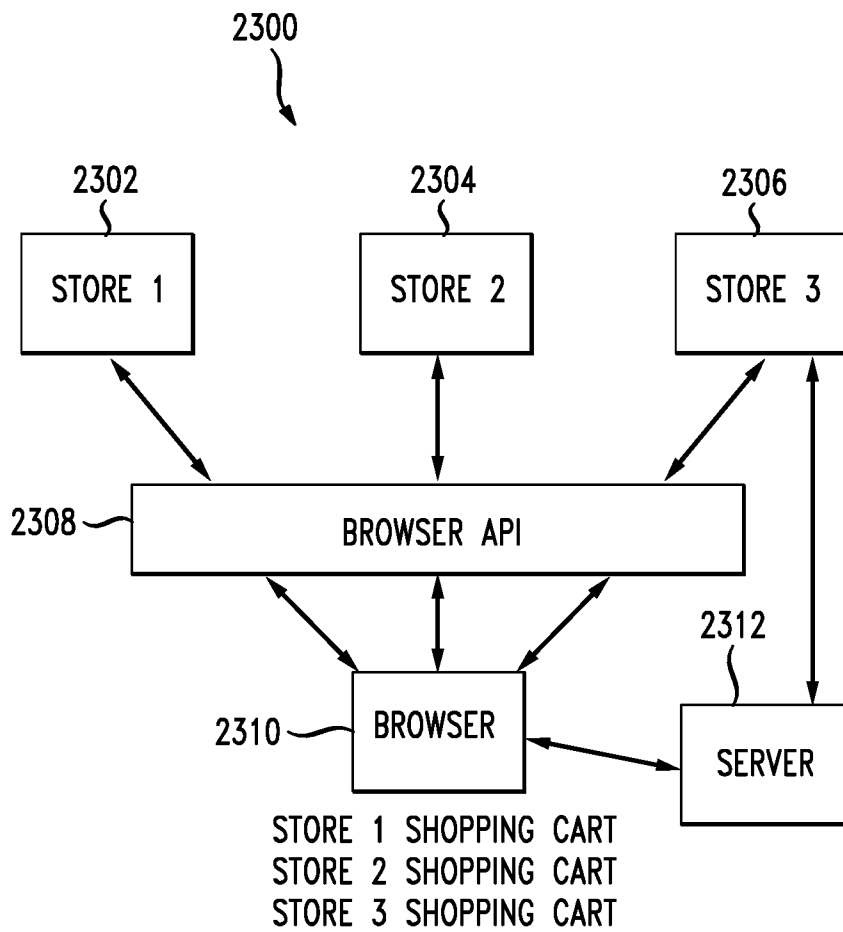 2300
2302
2304
2306
STORE 1
STORE 2
STORE 3
2308
BROWSER API
2312
2310
BROWSER
SERVER
STORE 1 SHOPPING CART
STORE 2 SHOPPING CART
STORE 3 SHOPPING CART